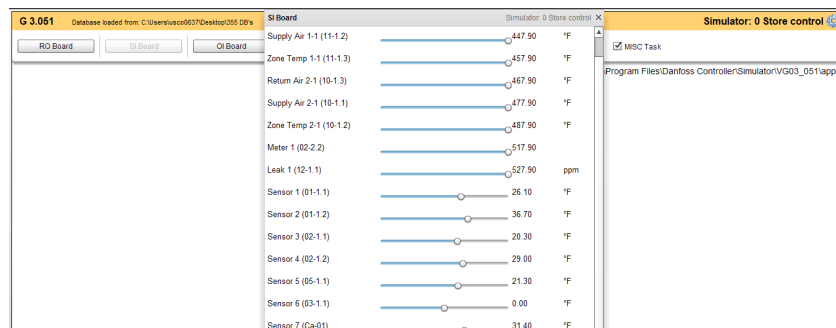 G 3.051 Database loaded from: C:\Users\usco0637\Desktop\355 DB's
RO Board SI Board OI Board
SI Board Simulator: 0 Store control
Supply Air 1-1 (11-1.2) 447.90 °F
Zone Temp 1-1 (11-1.3) 457.90 °F
Return Air 2-1 (10-1.3) 467.90 °F
Supply Air 2-1 (10-1.1) 477.90 °F
Zone Temp 2-1 (10-1.2) 487.90 °F
Meter 1 (02-2.2) 517.90
Leak 1 (12-1.1) 527.90 ppm
Sensor 1 (01-1.1) 26.10 °F
Sensor 2 (01-1.2) 36.70 °F
Sensor 3 (02-1.1) 20.30 °F
Sensor 4 (02-1.2) 29.00 °F
Sensor 5 (05-1.1) 21.30 °F
Sensor 6 (03-1.1) 0.00 °F
Sensor 7 (Ca-01) 31.40 °F
Simulator: 0 Store control
MISC Task
\Program Files\Danfoss Controller\Simulator\VG03_051\app